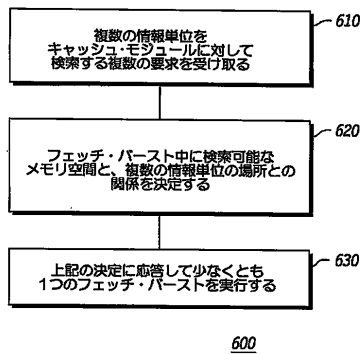 610
複数の情報単位を
キャッシュ・モジュールに対して
検索する複数の要求を受け取る
620
フェッチ・バースト中に検索可能な
メモリ空間と、複数の情報単位の場所との
関係を決定する
630
上記の決定に応答して少なくとも
1つのフェッチ・バーストを実行する
600